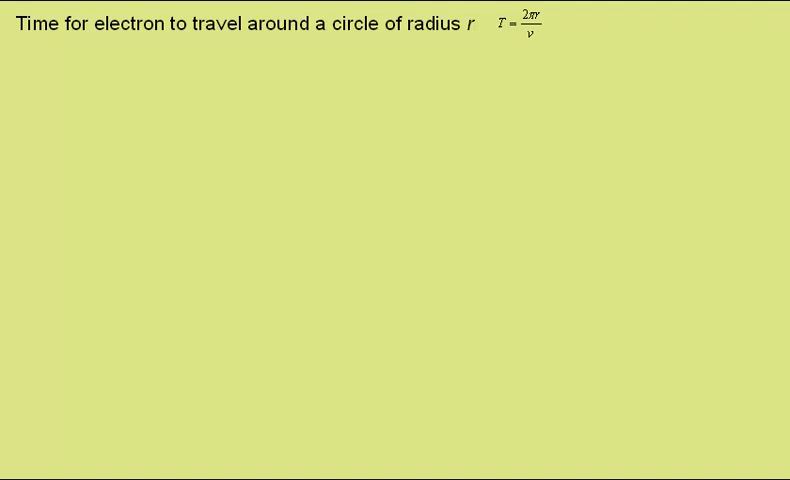 Time for electron to travel around a circle of radius r T = 2πr / v